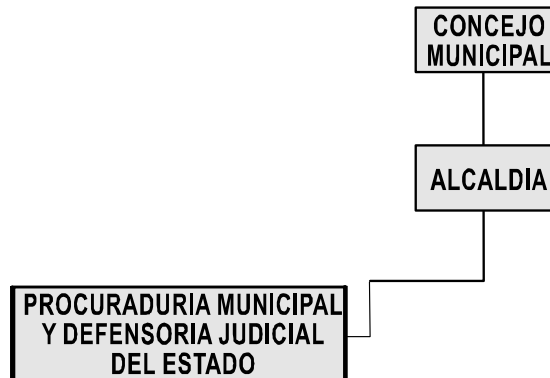 CONCEJO
MUNICIPAL
ALCALDIA
PROCURADURIA MUNICIPAL
Y DEFENSORIA JUDICIAL
DEL ESTADO